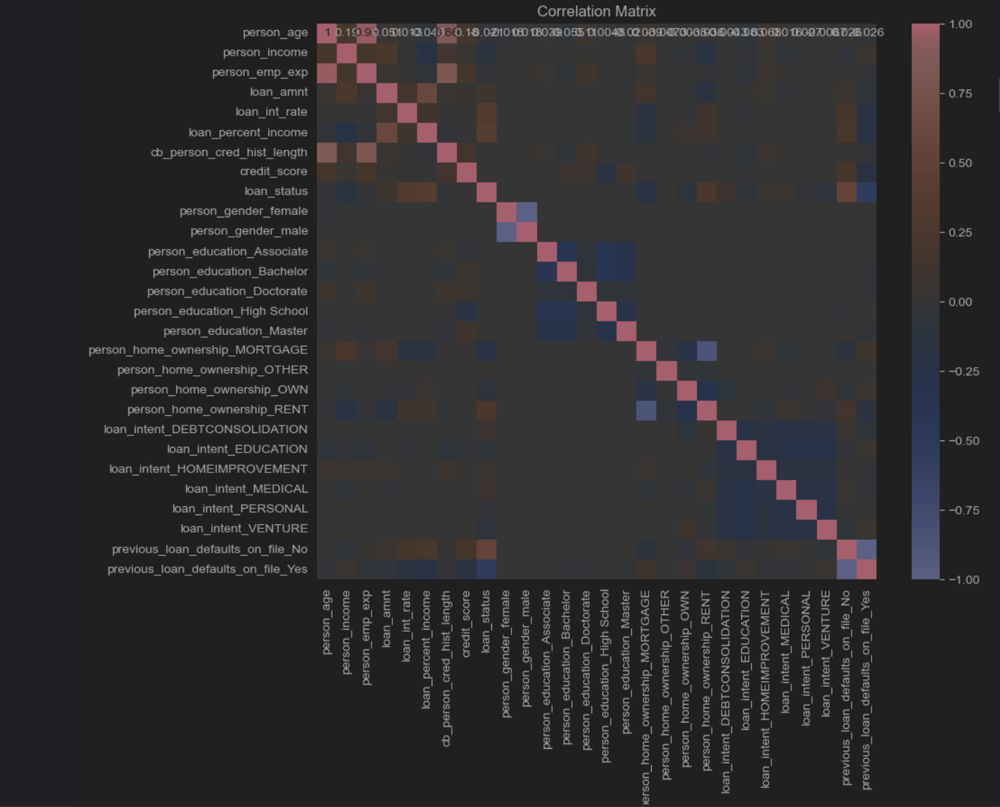 Correlation Matrix
person_age
1 0.19
person_income
person_emp_exp
loan_amnt
loan_int_rate
loan_percent_income
cb_person_cred_hist_length
credit_score
loan_status
person_gender_female
person_gender_male
person_education_Associate
person_education_Bachelor
person_education_Doctorate
person_education_High School
person_education_Master
person_home_ownership_MORTGAGE
person_home_ownership_OTHER
person_home_ownership_OWN
person_home_ownership_RENT
loan_intent_DEBTCONSOLIDATION
loan_intent_EDUCATION
loan_intent_HOMEIMPROVEMENT
loan_intent_MEDICAL
loan_intent_PERSONAL
loan_intent_VENTURE
previous_loan_defaults_on_file_No
previous_loan_defaults_on_file_Yes
person_age
person_income
person_emp_exp
loan_amnt
loan_int_rate
loan_percent_income
cb_person_cred_hist_length
credit_score
loan_status
person_gender_female
person_gender_male
person_education_Associate
person_education_Bachelor
person_education_Doctorate
person_education_High School
person_education_Master
erson_home_ownership_MORTGAGE
person_home_ownership_OTHER
person_home_ownership_OWN
person_home_ownership_RENT
loan_intent_DEBTCONSOLIDATION
loan_intent_EDUCATION
loan_intent_HOMEIMPROVEMENT
loan_intent_MEDICAL
loan_intent_PERSONAL
loan_intent_VENTURE
previous_loan_defaults_on_file_No
previous_loan_defaults_on_file_Yes
1.00
0.75
0.50
0.25
0.00
−0.25
−0.50
−0.75
−1.00